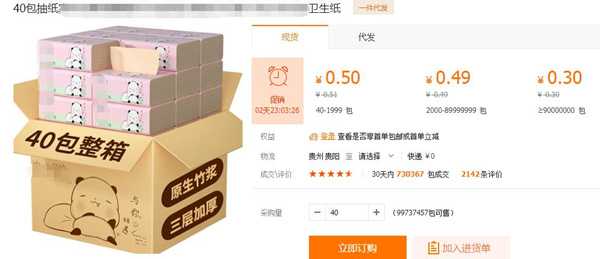 40包抽纸
卫生纸
一件代发
现货
代发
促销
02天23:03:26
¥ 0.50
¥ 0.51
40-1999 包
¥ 0.49
¥ 0.49
2000-89999999 包
¥ 0.30
¥ 0.30
≥90000000 包
权益
登录 查看是否零首单包邮或首单立减
物流
贵州 贵阳 至 请选择
快递 ¥ 0
成交\评价
30天内 730367 包成交
2142 条评价
采购量
− 40 +
(99737457包可售)
立即订购
加入进货单
40包整箱
原生竹浆
三层加厚